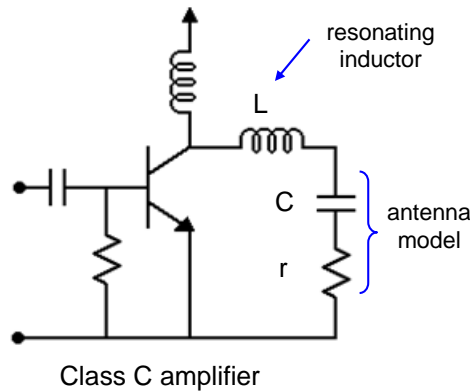 resonating
inductor
L
C
antenna
model
r
Class C amplifier